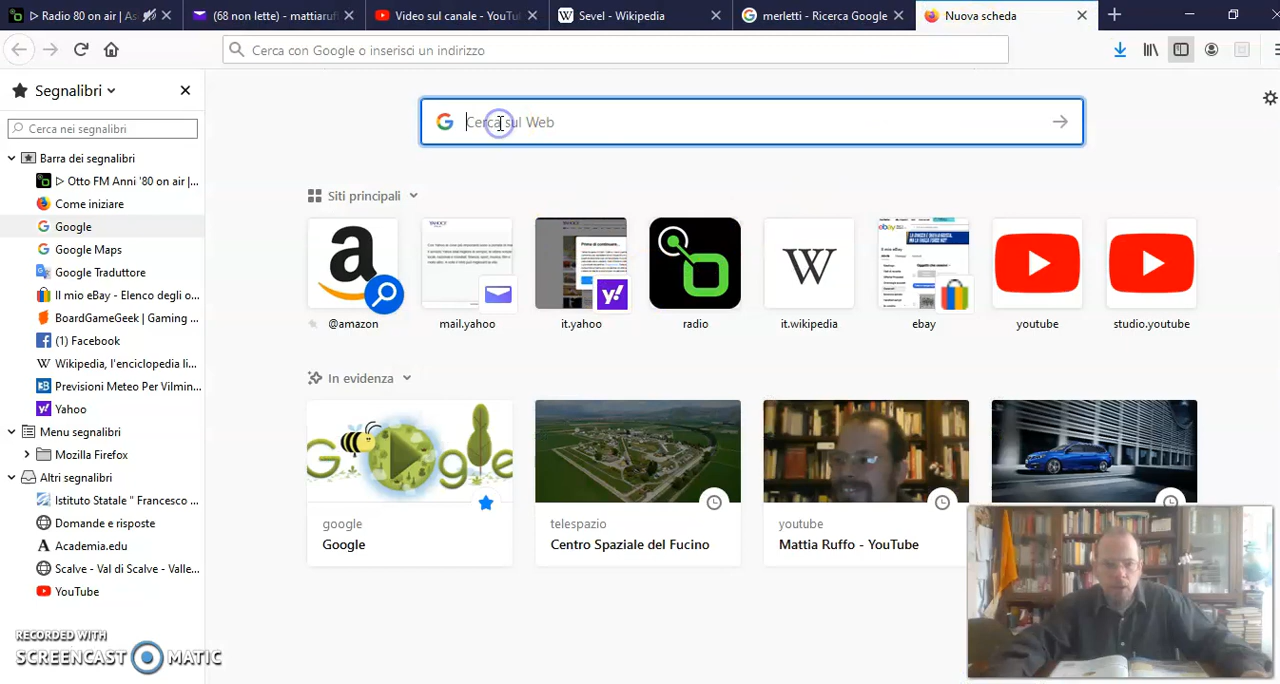 ▷ Radio 80 on air | As
(68 non lette) - mattiaruf
Video sul canale - YouTu
Sevel - Wikipedia
merletti - Ricerca Google
Nuova scheda
Cerca con Google o inserisci un indirizzo
Segnalibri
Cerca nei segnalibri
Barra dei segnalibri
▷ Otto FM Anni '80 on air |...
Come iniziare
Google
Google Maps
Google Traduttore
Il mio eBay - Elenco degli o...
BoardGameGeek | Gaming ...
(1) Facebook
Wikipedia, l'enciclopedia li...
Previsioni Meteo Per Vilmin...
Yahoo
Menu segnalibri
Mozilla Firefox
Altri segnalibri
Istituto Statale " Francesco ...
Domande e risposte
Academia.edu
Scalve - Val di Scalve - Valle...
YouTube
Cerca sul Web
Siti principali
@amazon
mail.yahoo
it.yahoo
radio
it.wikipedia
ebay
youtube
studio.youtube
In evidenza
google
Google
telespazio
Centro Spaziale del Fucino
youtube
Mattia Ruffo - YouTube
RECORDED WITH
SCREENCAST MATIC